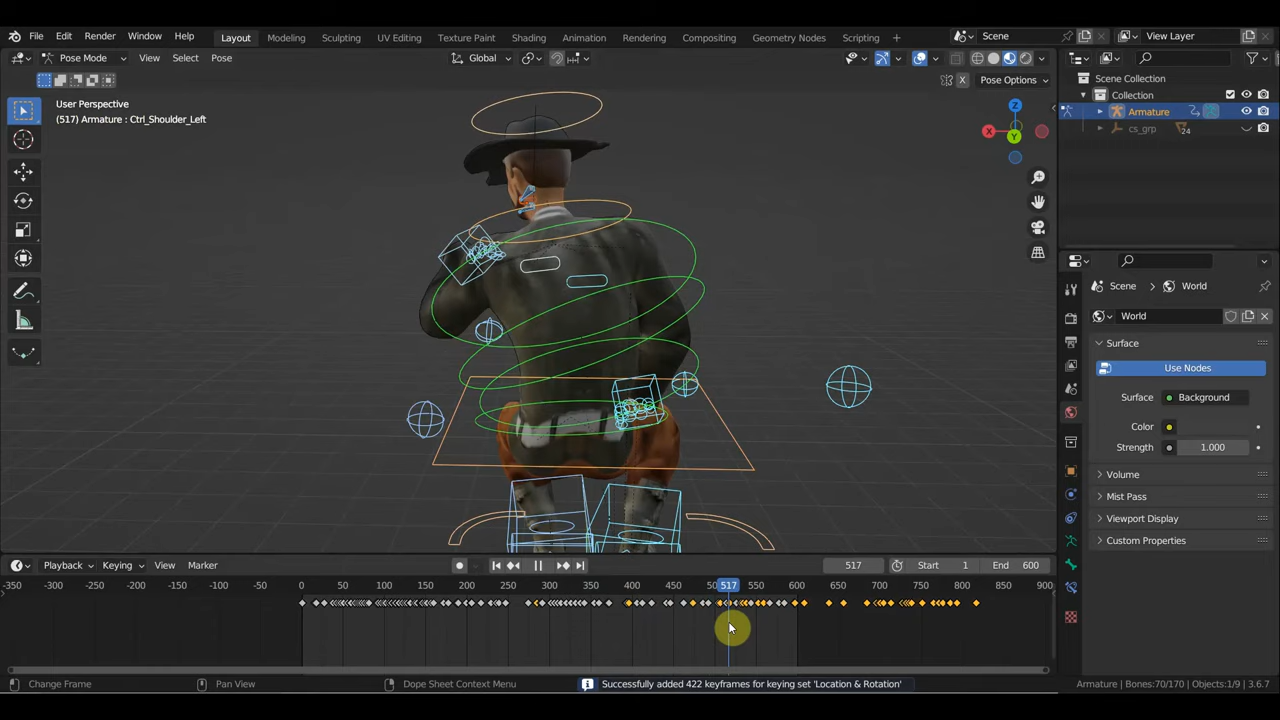 File Edit Render Window Help Layout Modeling Sculpting UV Editing Texture Paint Shading Animation Rendering Compositing Geometry Nodes Scripting + Scene View Layer
Pose Mode View Select Pose Global
X Pose Options
User Perspective
(517) Armature : Ctrl_Shoulder_Left
Z
X
Y
Scene Collection
Collection
Armature
cs_grp 24
Scene > World
World
Surface
Use Nodes
Surface Background
Color
Strength 1.000
Volume
Mist Pass
Viewport Display
Custom Properties
Playback Keying View Marker 517 Start 1 End 600
-350 -300 -250 -200 -150 -100 -50 0 50 100 150 200 250 300 350 400 450 500 517 550 600 650 700 750 800 850 900
Change Frame Pan View Dope Sheet Context Menu Successfully added 422 keyframes for keying set 'Location & Rotation' Armature | Bones:70/170 | Objects:1/9 | 3.6.7